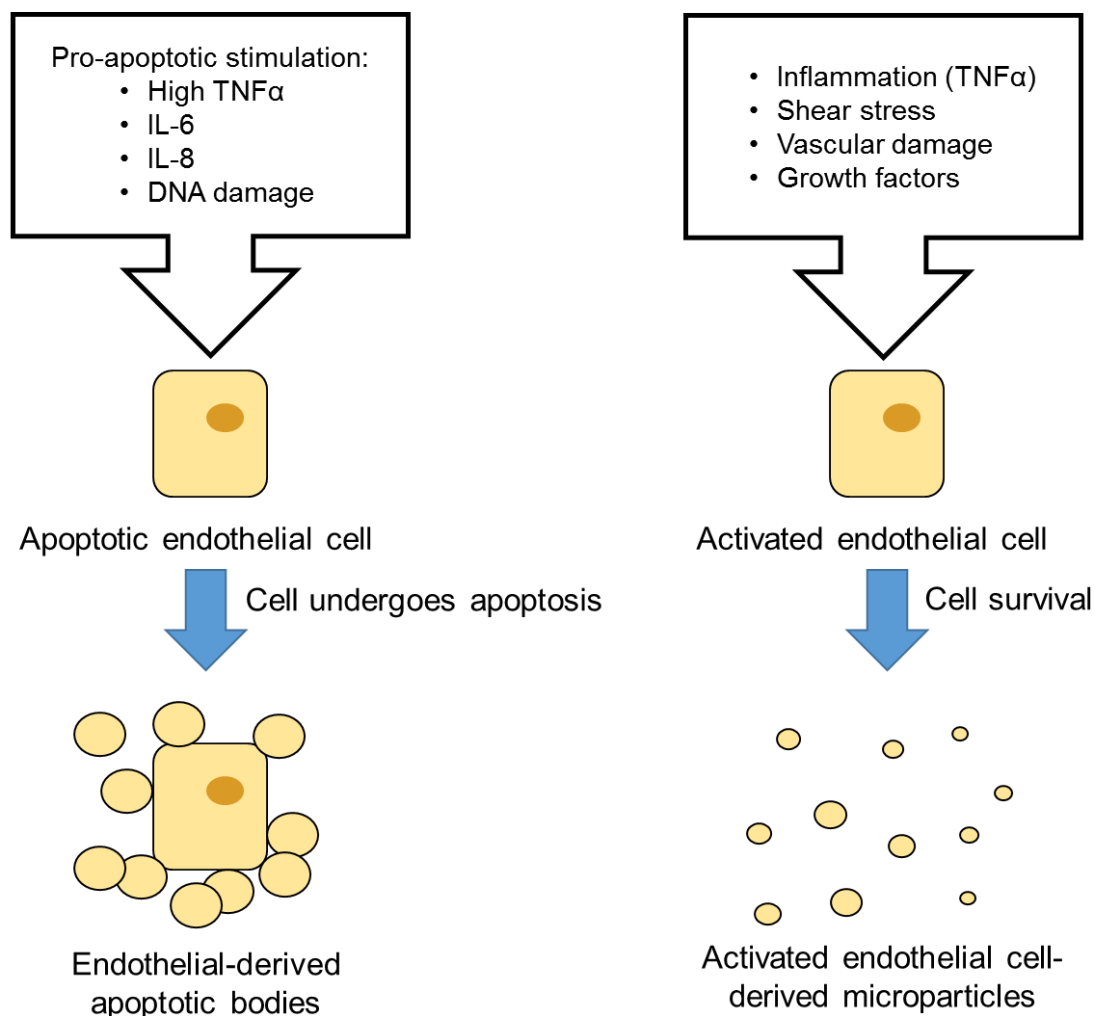 Pro-apoptotic stimulation:
• High TNFα
• IL-6
• IL-8
• DNA damage
• Inflammation (TNFα)
• Shear stress
• Vascular damage
• Growth factors
Apoptotic endothelial cell
Activated endothelial cell
Cell undergoes apoptosis
Cell survival
Endothelial-derived
apoptotic bodies
Activated endothelial cell-
derived microparticles